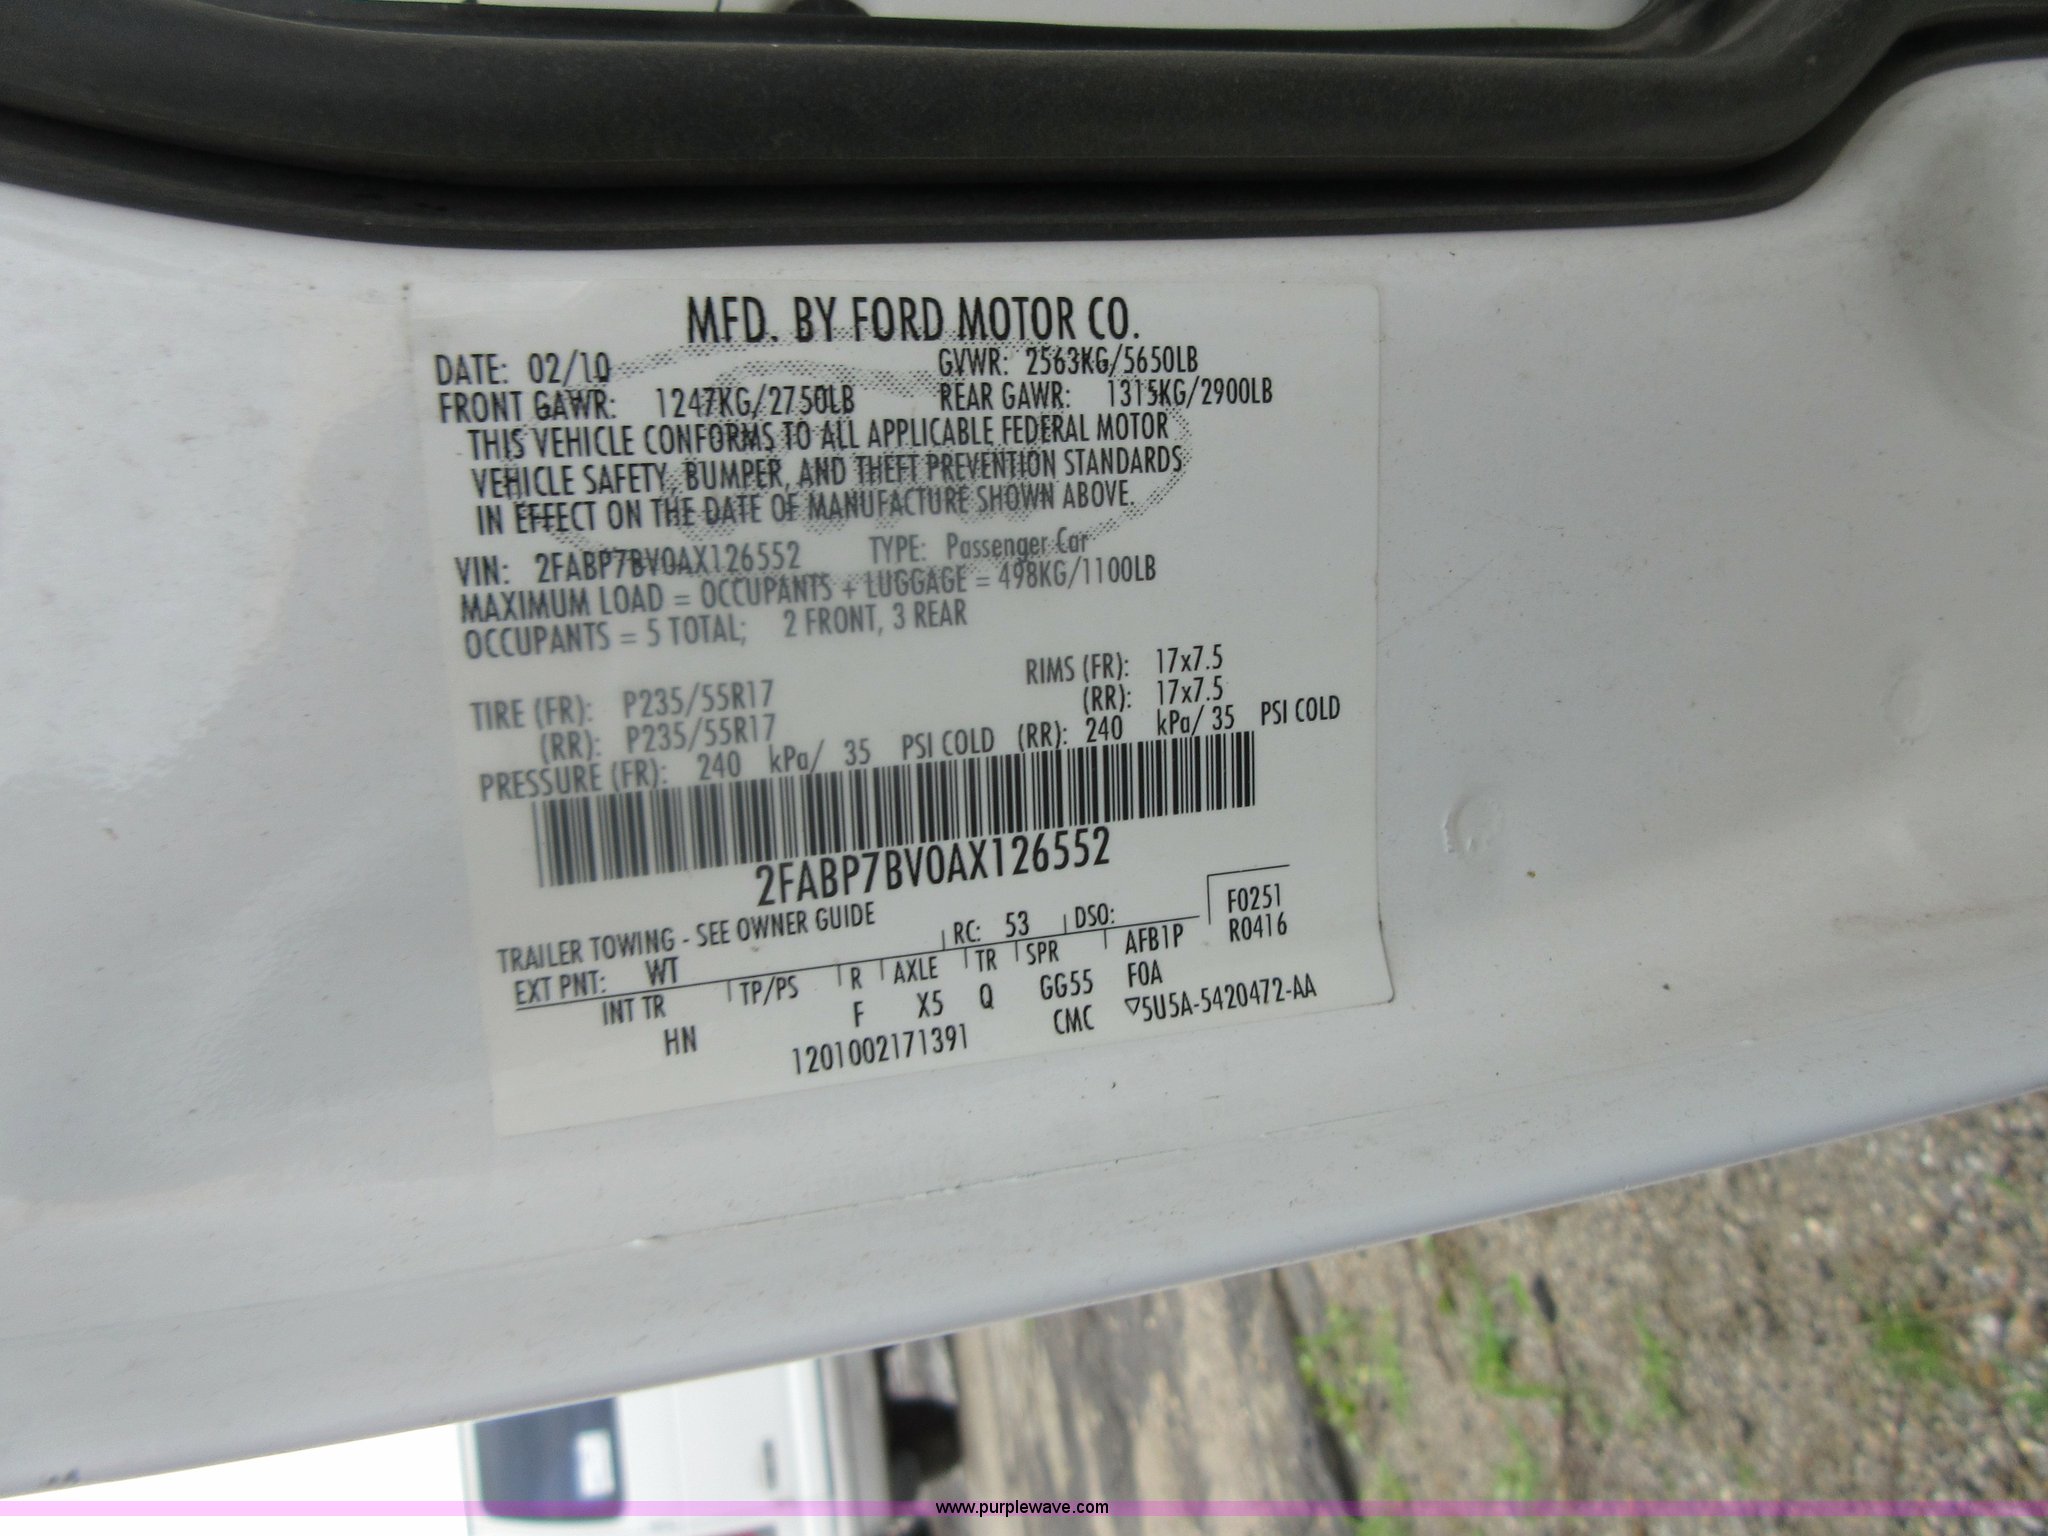 MFD. BY FORD MOTOR CO.
DATE: 02/10 GVWR: 2563KG/5650LB
FRONT GAWR: 1247KG/2750LB REAR GAWR: 1315KG/2900LB
THIS VEHICLE CONFORMS TO ALL APPLICABLE FEDERAL MOTOR
VEHICLE SAFETY, BUMPER, AND THEFT PREVENTION STANDARDS
IN EFFECT ON THE DATE OF MANUFACTURE SHOWN ABOVE.
VIN: 2FABP7BV0AX126552 TYPE: Passenger Car
MAXIMUM LOAD = OCCUPANTS + LUGGAGE = 498KG/1100LB
OCCUPANTS = 5 TOTAL; 2 FRONT, 3 REAR
TIRE (FR): P235/55R17 RIMS (FR): 17x7.5
(RR): P235/55R17 (RR): 17x7.5
PRESSURE (FR): 240 kPa/ 35 PSI COLD (RR): 240 kPa/ 35 PSI COLD
2FABP7BV0AX126552
TRAILER TOWING - SEE OWNER GUIDE
EXT PNT: WT RC: 53 DSO: F0251
R0416
INT TR TP/PS R AXLE TR SPR AFB1P
HN F X5 Q GG55 F0A
1201002171391 CMC ▽5U5A-5420472-AA
www.purplewave.com